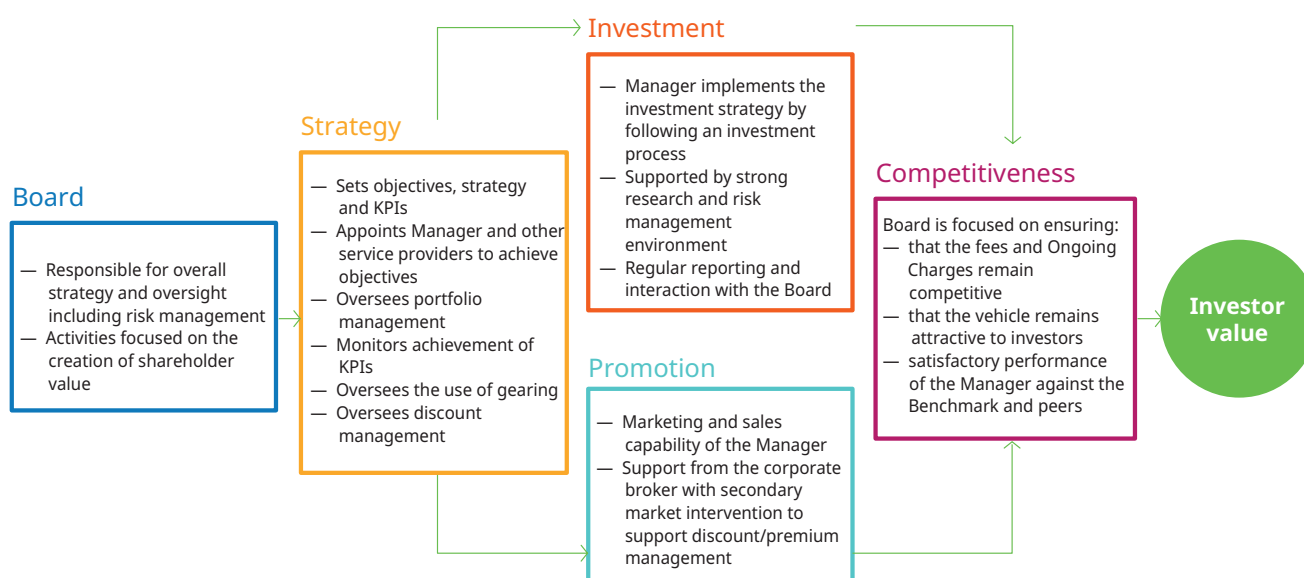 Board
— Responsible for overall
strategy and oversight
including risk management
— Activities focused on the
creation of shareholder
value
Strategy
— Sets objectives, strategy
and KPIs
— Appoints Manager and other
service providers to achieve
objectives
— Oversees portfolio
management
— Monitors achievement of
KPIs
— Oversees the use of gearing
— Oversees discount
management
Investment
— Manager implements the
investment strategy by
following an investment
process
— Supported by strong
research and risk
management
environment
— Regular reporting and
interaction with the Board
Promotion
— Marketing and sales
capability of the Manager
— Support from the corporate
broker with secondary
market intervention to
support discount/premium
management
Competitiveness
Board is focused on ensuring:
— that the fees and Ongoing
Charges remain
competitive
— that the vehicle remains
attractive to investors
— satisfactory performance
of the Manager against the
Benchmark and peers
Investor
value